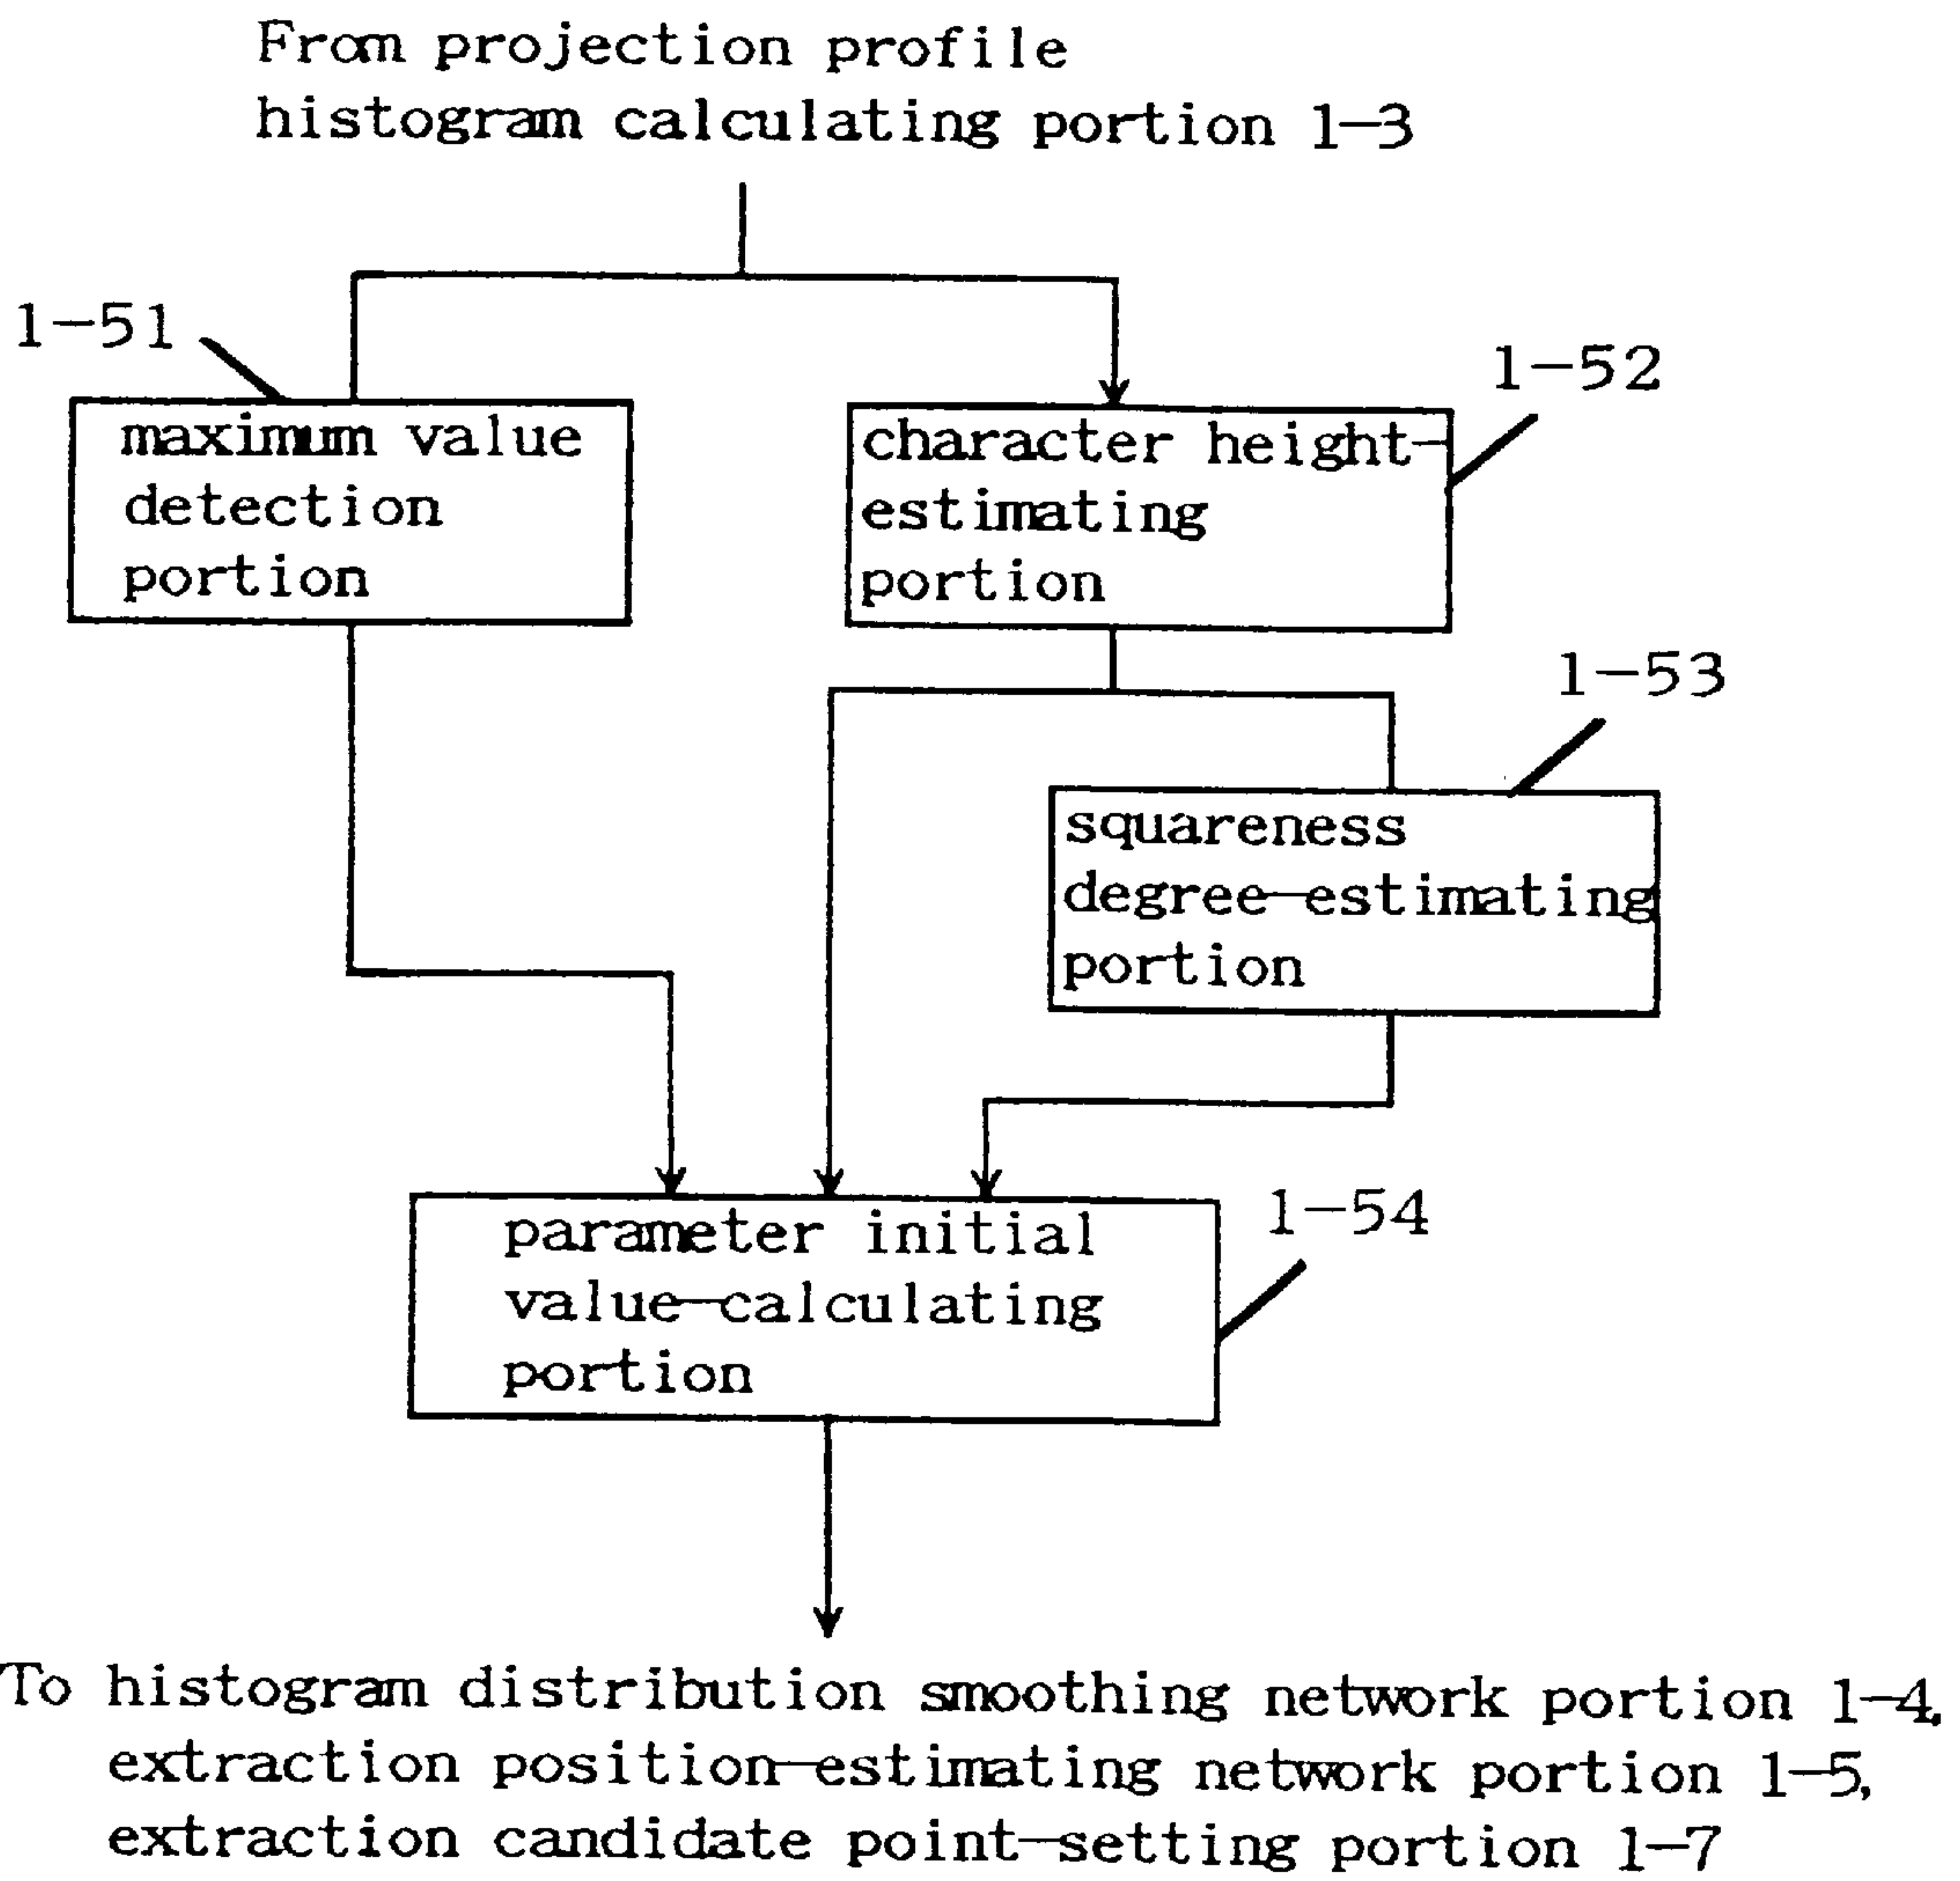 From projection profile
histogram calculating portion 1-3
1-51
1-52
maximum value
detection
portion
character height-
estimating
portion
1-53
squareness
degree-estimating
portion
1-54
parameter initial
value-calculating
portion
To histogram distribution smoothing network portion 1-4,
extraction position-estimating network portion 1-5,
extraction candidate point-setting portion 1-7